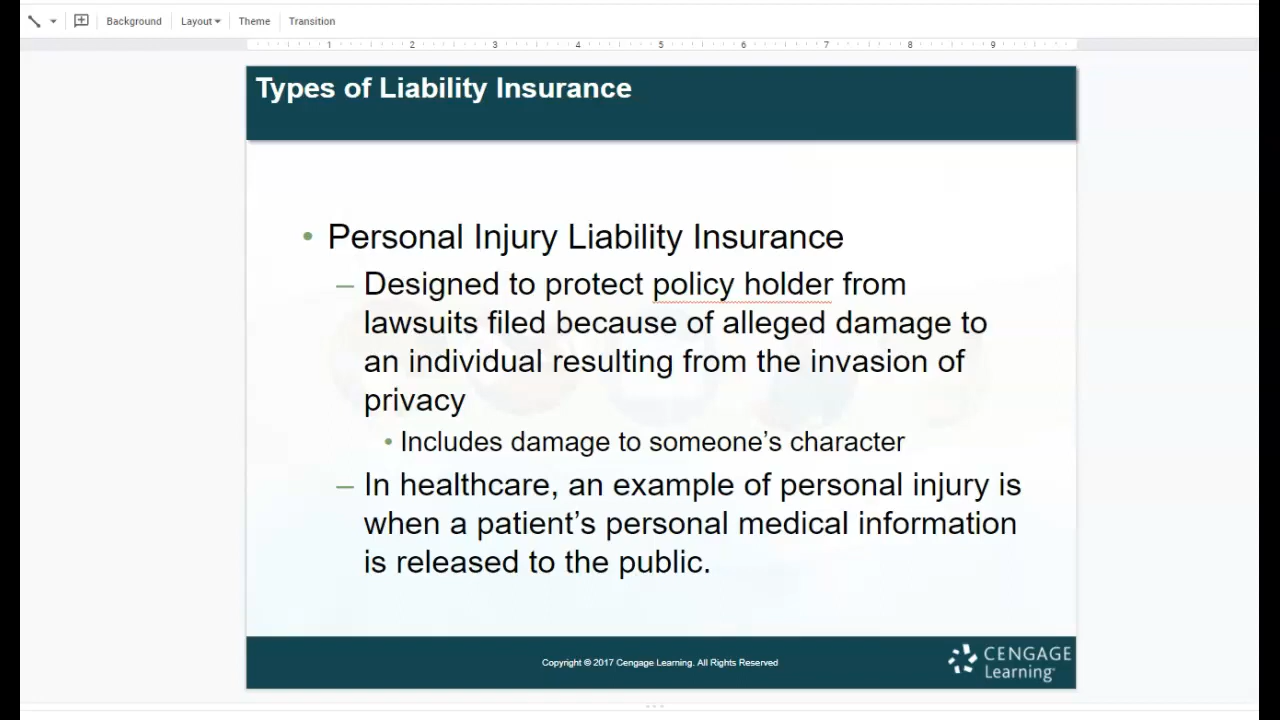 Background Layout Theme Transition
1 2 3 4 5 6 7 8 9
Types of Liability Insurance
• Personal Injury Liability Insurance
– Designed to protect policy holder from
lawsuits filed because of alleged damage to
an individual resulting from the invasion of
privacy
• Includes damage to someone’s character
– In healthcare, an example of personal injury is
when a patient’s personal medical information
is released to the public.
Copyright © 2017 Cengage Learning. All Rights Reserved
CENGAGE
Learning